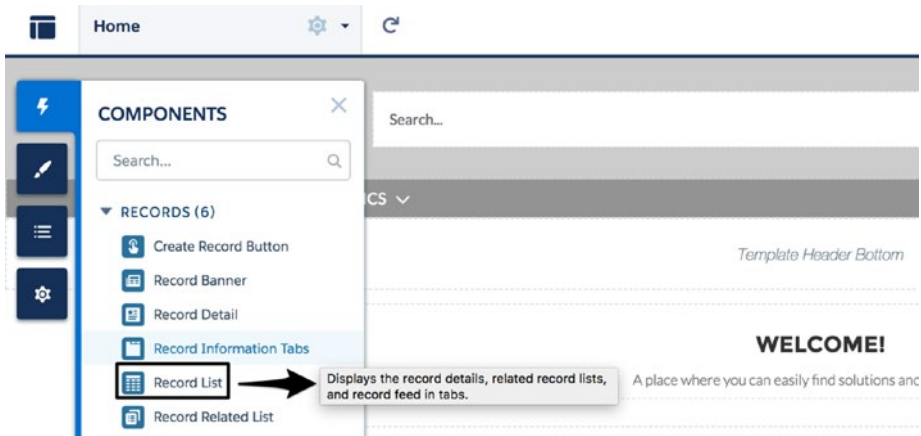 Home
COMPONENTS
Search...
Search...
CS
RECORDS (6)
Create Record Button
Template Header Bottom
Record Banner
Record Detail
Record Information Tabs
WELCOME!
Record List
Displays the record details, related record lists,
and record feed in tabs.
A place where you can easily find solutions and
Record Related List